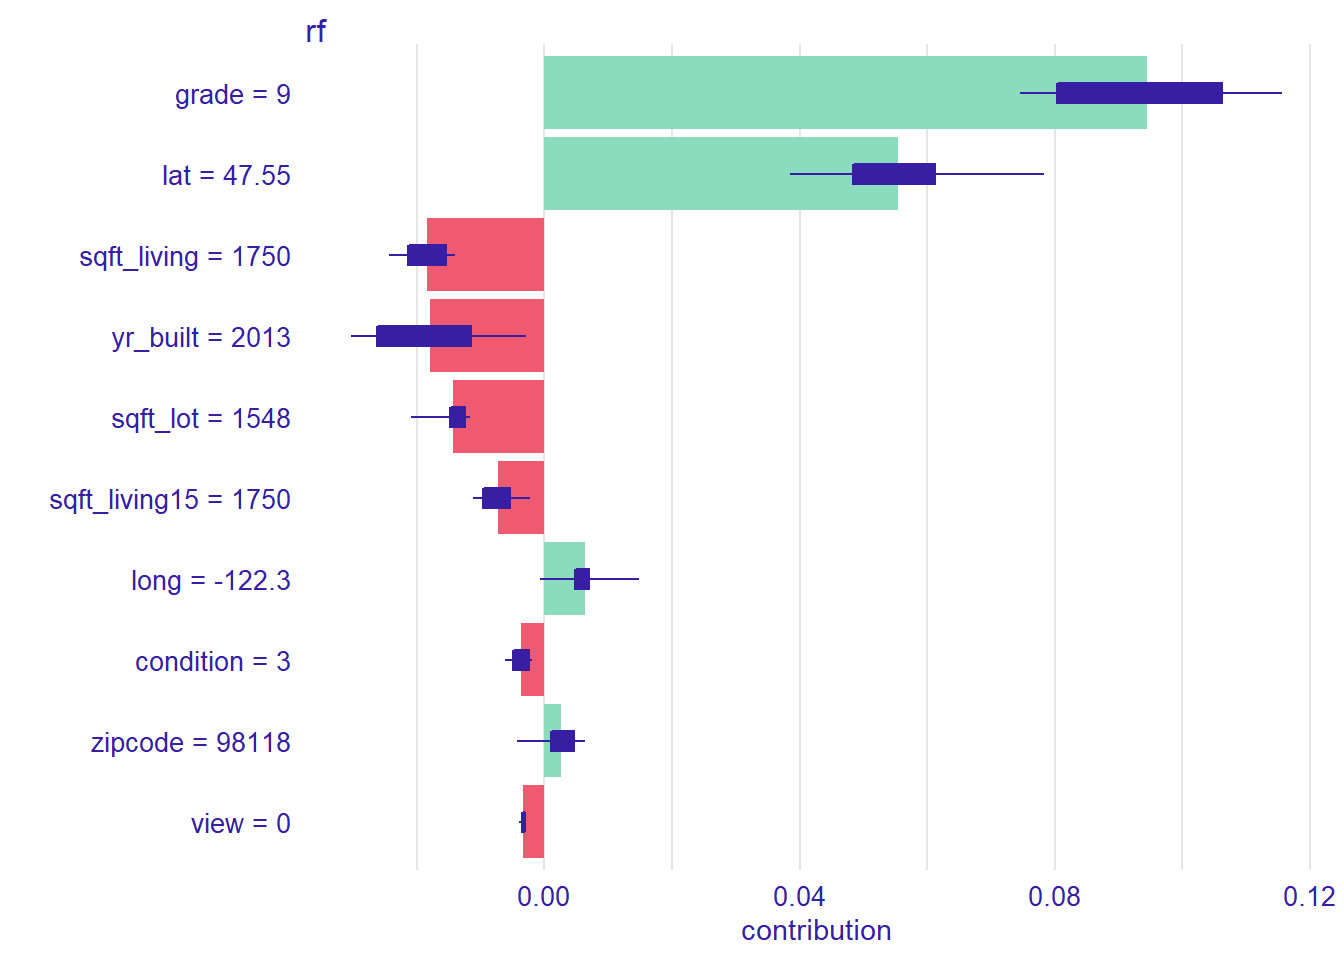 rf
grade = 9
lat = 47.55
sqft_living = 1750
yr_built = 2013
sqft_lot = 1548
sqft_living15 = 1750
long = -122.3
condition = 3
zipcode = 98118
view = 0
0.00 0.04 0.08 0.12
contribution